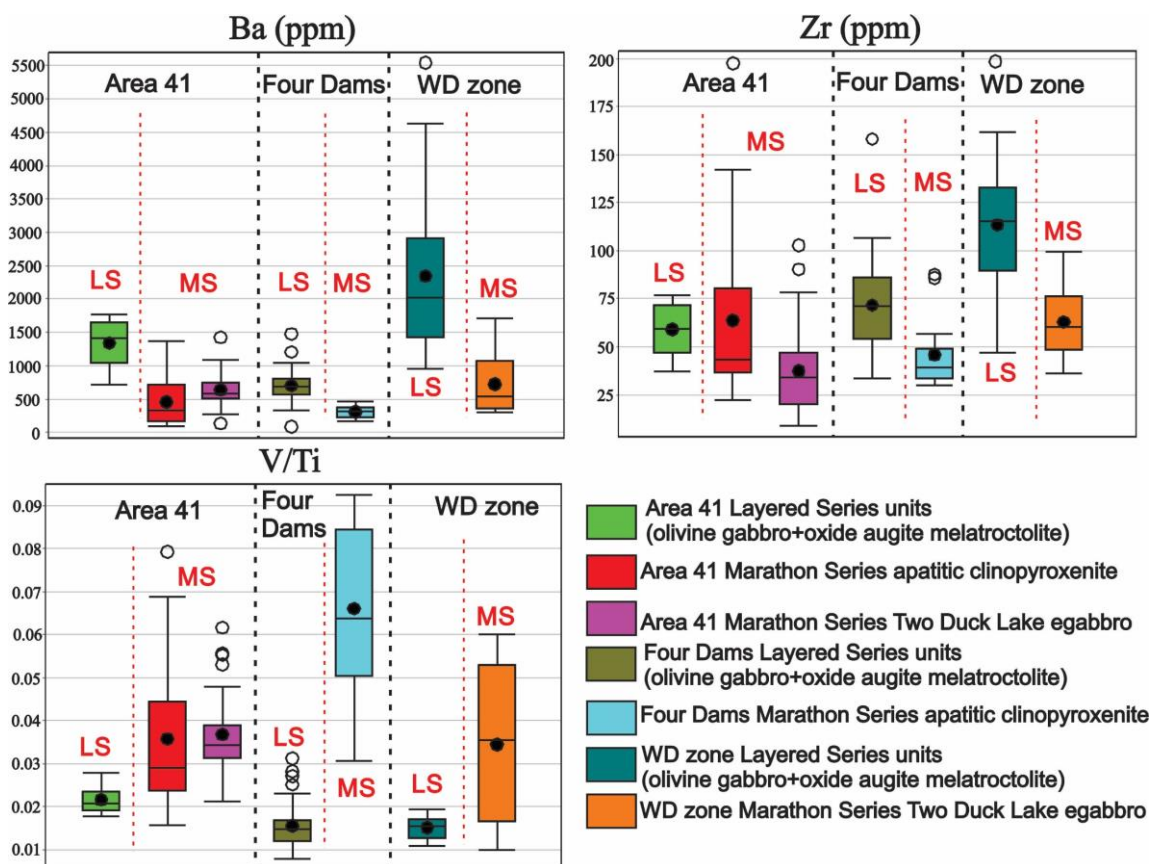 Ba (ppm)
5500
5000
4500
4000
3500
3000
2500
2000
1500
1000
500
0
Area 41
Four Dams
WD zone
LS
MS
LS
MS
LS
MS
Zr (ppm)
200
175
150
125
100
75
50
25
Area 41
Four Dams
WD zone
LS
MS
LS
MS
LS
MS
V/Ti
0.09
0.08
0.07
0.06
0.05
0.04
0.03
0.02
0.01
Area 41
Four
Dams
WD zone
LS
MS
LS
MS
LS
MS
Area 41 Layered Series units
(olivine gabbro+oxide augite melatroctolite)
Area 41 Marathon Series apatitic clinopyroxenite
Area 41 Marathon Series Two Duck Lake egabbro
Four Dams Layered Series units
(olivine gabbro+oxide augite melatroctolite)
Four Dams Marathon Series apatitic clinopyroxenite
WD zone Layered Series units
(olivine gabbro+oxide augite melatroctolite)
WD zone Marathon Series Two Duck Lake egabbro